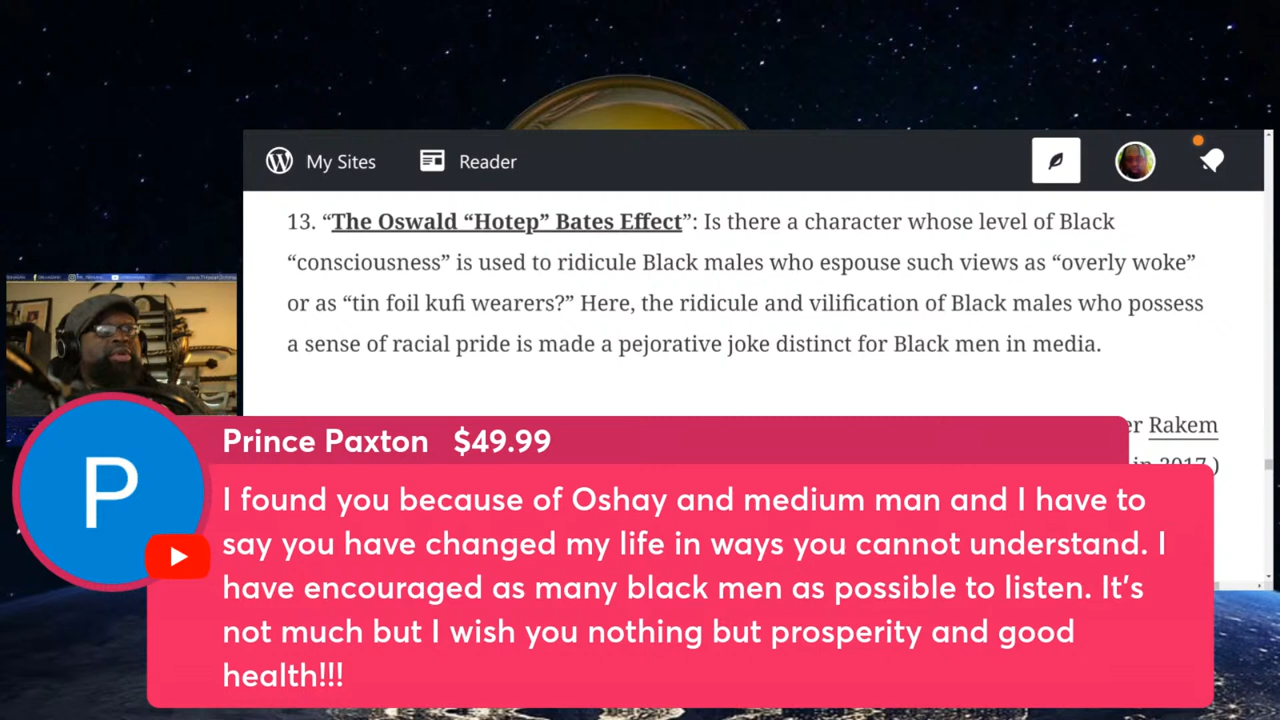 My Sites
Reader
13. “The Oswald “Hotep” Bates Effect”: Is there a character whose level of Black
“consciousness” is used to ridicule Black males who espouse such views as “overly woke”
or as “tin foil kufi wearers?” Here, the ridicule and vilification of Black males who possess
a sense of racial pride is made a pejorative joke distinct for Black men in media.
Rakem
in 2017.)
Prince Paxton $49.99
P
I found you because of Oshay and medium man and I have to
say you have changed my life in ways you cannot understand. I
have encouraged as many black men as possible to listen. It’s
not much but I wish you nothing but prosperity and good
health!!!